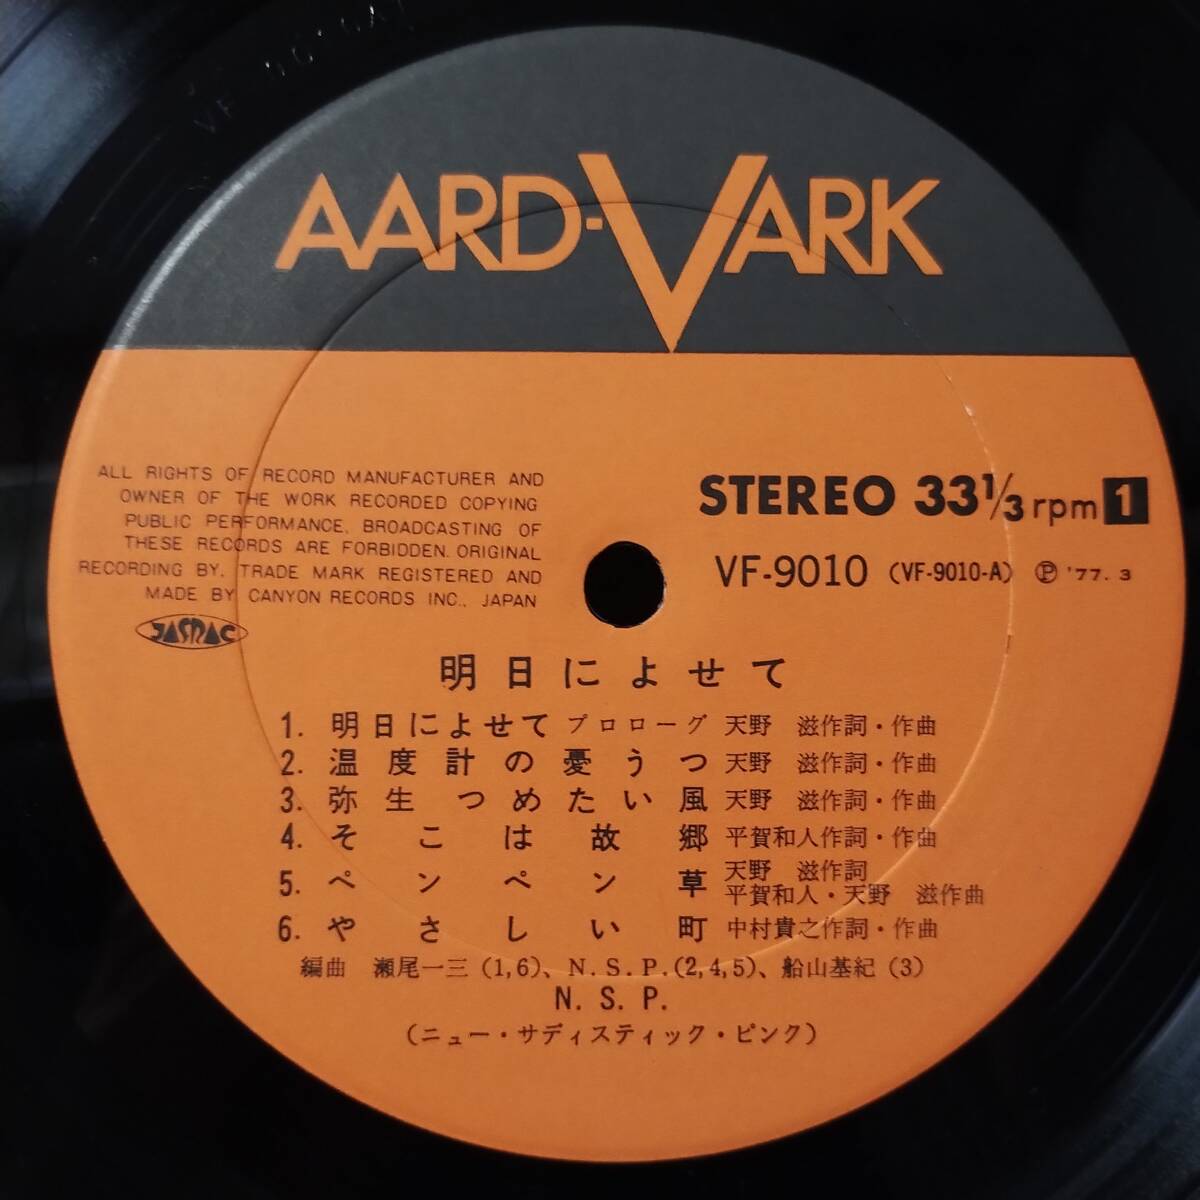 AARD-VARK
ALL RIGHTS OF RECORD MANUFACTURER AND
OWNER OF THE WORK RECORDED COPYING
PUBLIC PERFORMANCE, BROADCASTING OF
THESE RECORDS ARE FORBIDDEN. ORIGINAL
RECORDING BY, TRADE MARK REGISTERED AND
MADE BY CANYON RECORDS INC., JAPAN
JASRAC
STEREO 33 1/3 rpm 1
VF-9010 (VF-9010-A) Ⓟ '77. 3
明日によせて
1. 明日によせて プロローグ 天野 滋作詞・作曲
2. 温度計の憂うつ 天野 滋作詞・作曲
3. 弥生つめたい風 天野 滋作詞・作曲
4. そこは故郷 平賀和人作詞・作曲
5. ペンペン草 天野 滋作詞
平賀和人・天野 滋作曲
6. やさしい町 中村貴之作詞・作曲
編曲 瀬尾一三 (1,6)、N.S.P.(2,4,5)、船山基紀 (3)
N. S. P.
(ニュー・サディスティック・ピンク)